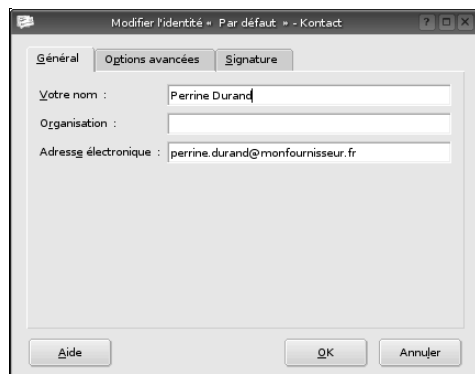 Modifier l'identité « Par défaut » - Kontact
Général Options avancées Signature
Votre nom : Perrine Durand
Organisation :
Adresse électronique : perrine.durand@monfournisseur.fr
Aide OK Annuler